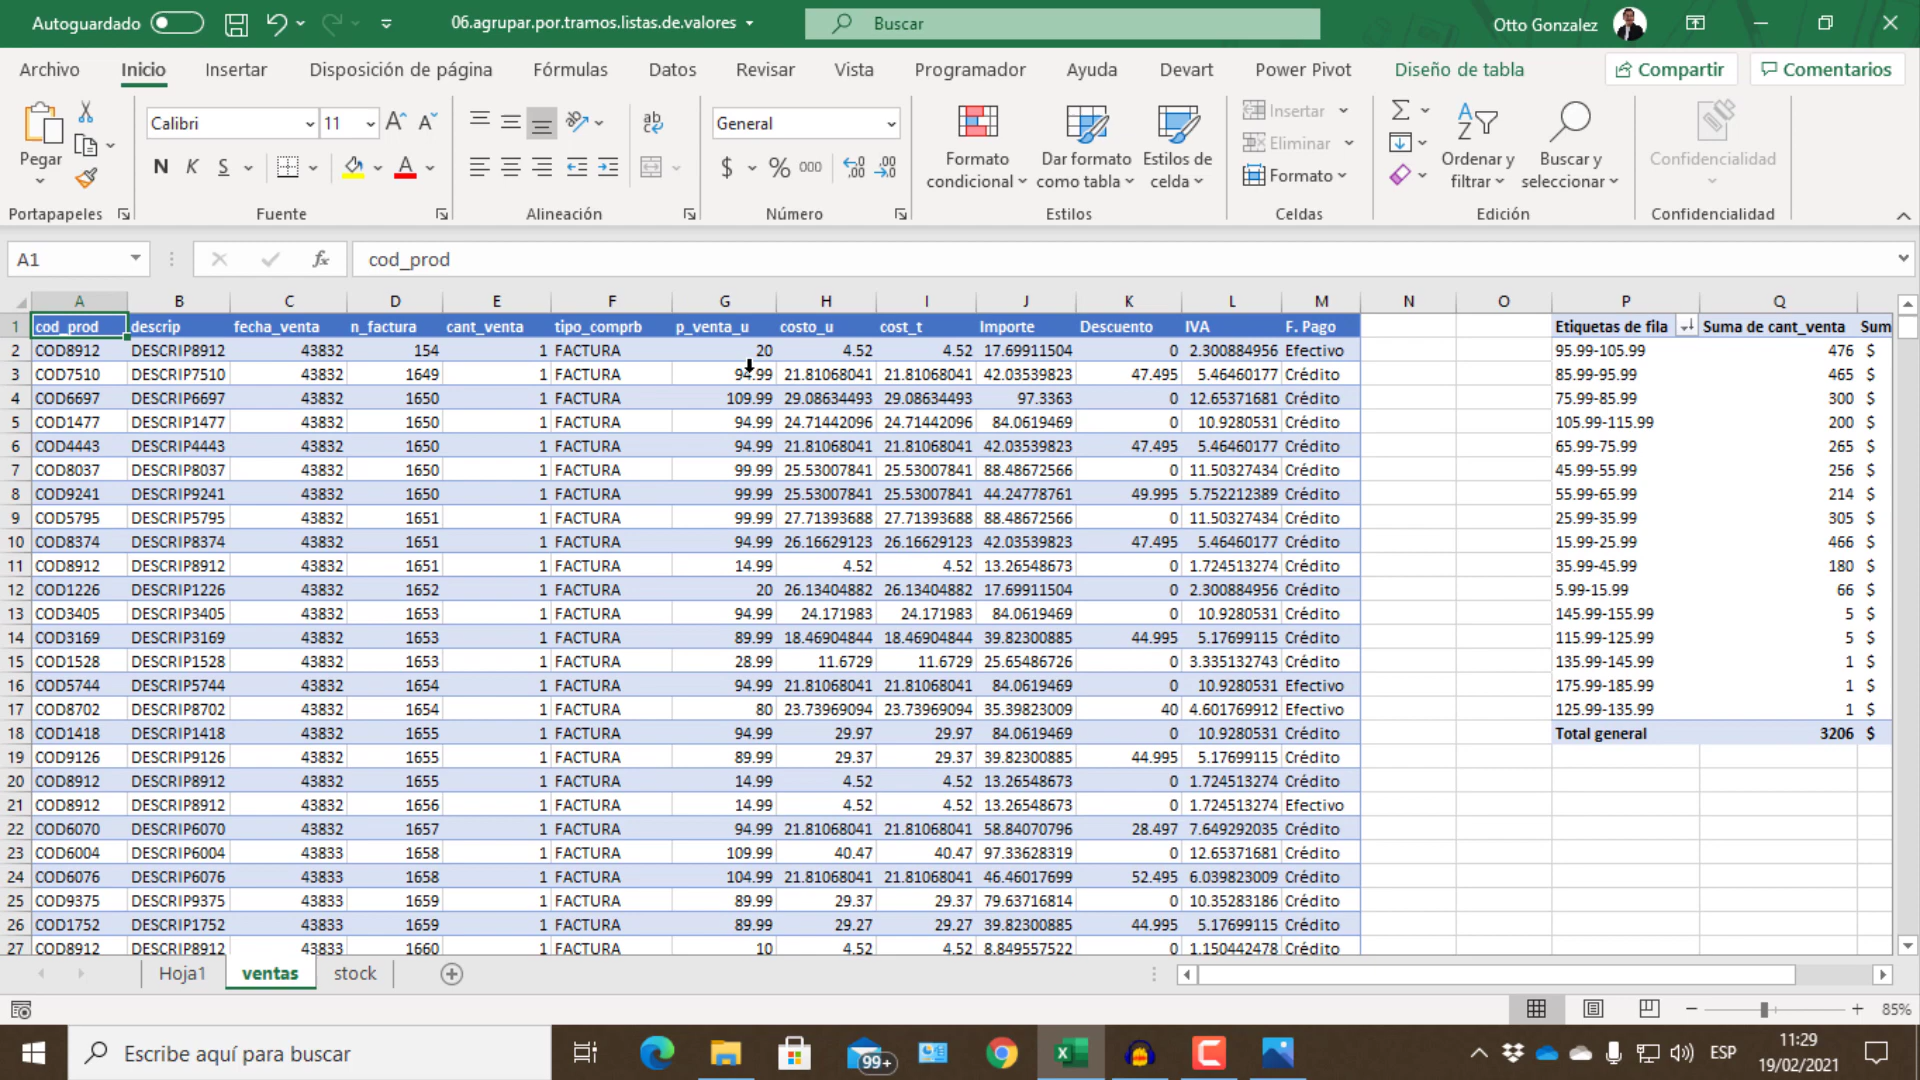 Autoguardado
06.agrupar.por.tramos.listas.de.valores
Buscar
Otto Gonzalez
Archivo Inicio Insertar Disposición de página Fórmulas Datos Revisar Vista Programador Ayuda Devart Power Pivot Diseño de tabla Compartir Comentarios
Pegar
Calibri 11
N K S
General
$ % 000
Formato condicional
Dar formato como tabla
Estilos de celda
Insertar
Eliminar
Formato
Ordenar y filtrar
Buscar y seleccionar
Confidencialidad
Portapapeles Fuente Alineación Número Estilos Celdas Edición Confidencialidad
A1 fx cod_prod
A B C D E F G H I J K L M N O P Q
1 cod_prod descrip fecha_venta n_factura cant_venta tipo_comprb p_venta_u costo_u cost_t Importe Descuento IVA F. Pago Etiquetas de fila Suma de cant_venta Sum
2 COD8912 DESCRIP8912 43832 154 1 FACTURA 20 4.52 4.52 17.69911504 0 2.300884956 Efectivo 95.99-105.99 476 $
3 COD7510 DESCRIP7510 43832 1649 1 FACTURA 94.99 21.81068041 21.81068041 42.03539823 47.495 5.46460177 Crédito 85.99-95.99 465 $
4 COD6697 DESCRIP6697 43832 1650 1 FACTURA 109.99 29.08634493 29.08634493 97.3363 0 12.65371681 Crédito 75.99-85.99 300 $
5 COD1477 DESCRIP1477 43832 1650 1 FACTURA 94.99 24.71442096 24.71442096 84.0619469 0 10.9280531 Crédito 105.99-115.99 200 $
6 COD4443 DESCRIP4443 43832 1650 1 FACTURA 94.99 21.81068041 21.81068041 42.03539823 47.495 5.46460177 Crédito 65.99-75.99 265 $
7 COD8037 DESCRIP8037 43832 1650 1 FACTURA 99.99 25.53007841 25.53007841 88.48672566 0 11.50327434 Crédito 45.99-55.99 256 $
8 COD9241 DESCRIP9241 43832 1650 1 FACTURA 99.99 25.53007841 25.53007841 44.24778761 49.995 5.752212389 Crédito 55.99-65.99 214 $
9 COD5795 DESCRIP5795 43832 1651 1 FACTURA 99.99 27.71393688 27.71393688 88.48672566 0 11.50327434 Crédito 25.99-35.99 305 $
10 COD8374 DESCRIP8374 43832 1651 1 FACTURA 94.99 26.16629123 26.16629123 42.03539823 47.495 5.46460177 Crédito 15.99-25.99 466 $
11 COD8912 DESCRIP8912 43832 1651 1 FACTURA 14.99 4.52 4.52 13.26548673 0 1.724513274 Crédito 35.99-45.99 180 $
12 COD1226 DESCRIP1226 43832 1652 1 FACTURA 20 26.13404882 26.13404882 17.69911504 0 2.300884956 Crédito 5.99-15.99 66 $
13 COD3405 DESCRIP3405 43832 1653 1 FACTURA 94.99 24.171983 24.171983 84.0619469 0 10.9280531 Crédito 145.99-155.99 5 $
14 COD3169 DESCRIP3169 43832 1653 1 FACTURA 89.99 18.46904844 18.46904844 39.82300885 44.995 5.17699115 Crédito 115.99-125.99 5 $
15 COD1528 DESCRIP1528 43832 1653 1 FACTURA 28.99 11.6729 11.6729 25.65486726 0 3.335132743 Crédito 135.99-145.99 1 $
16 COD5744 DESCRIP5744 43832 1654 1 FACTURA 94.99 21.81068041 21.81068041 84.0619469 0 10.9280531 Efectivo 175.99-185.99 1 $
17 COD8702 DESCRIP8702 43832 1654 1 FACTURA 80 23.73969094 23.73969094 35.39823009 40 4.601769912 Efectivo 125.99-135.99 1 $
18 COD1418 DESCRIP1418 43832 1655 1 FACTURA 94.99 29.97 29.97 84.0619469 0 10.9280531 Crédito Total general 3206 $
19 COD9126 DESCRIP9126 43832 1655 1 FACTURA 89.99 29.37 29.37 39.82300885 44.995 5.17699115 Crédito
20 COD8912 DESCRIP8912 43832 1655 1 FACTURA 14.99 4.52 4.52 13.26548673 0 1.724513274 Crédito
21 COD8912 DESCRIP8912 43832 1656 1 FACTURA 14.99 4.52 4.52 13.26548673 0 1.724513274 Efectivo
22 COD6070 DESCRIP6070 43832 1657 1 FACTURA 94.99 21.81068041 21.81068041 58.84070796 28.497 7.649292035 Crédito
23 COD6004 DESCRIP6004 43833 1658 1 FACTURA 109.99 40.47 40.47 97.33628319 0 12.65371681 Crédito
24 COD6076 DESCRIP6076 43833 1658 1 FACTURA 104.99 21.81068041 21.81068041 46.46017699 52.495 6.039823009 Crédito
25 COD9375 DESCRIP9375 43833 1659 1 FACTURA 89.99 29.37 29.37 79.63716814 0 10.35283186 Crédito
26 COD1752 DESCRIP1752 43833 1659 1 FACTURA 89.99 29.27 29.27 39.82300885 44.995 5.17699115 Crédito
27 COD8912 DESCRIP8912 43833 1660 1 FACTURA 10 4.52 4.52 8.849557522 0 1.150442478 Crédito
Hoja1 ventas stock
85%
Escribe aquí para buscar
99+
ESP
11:29
19/02/2021